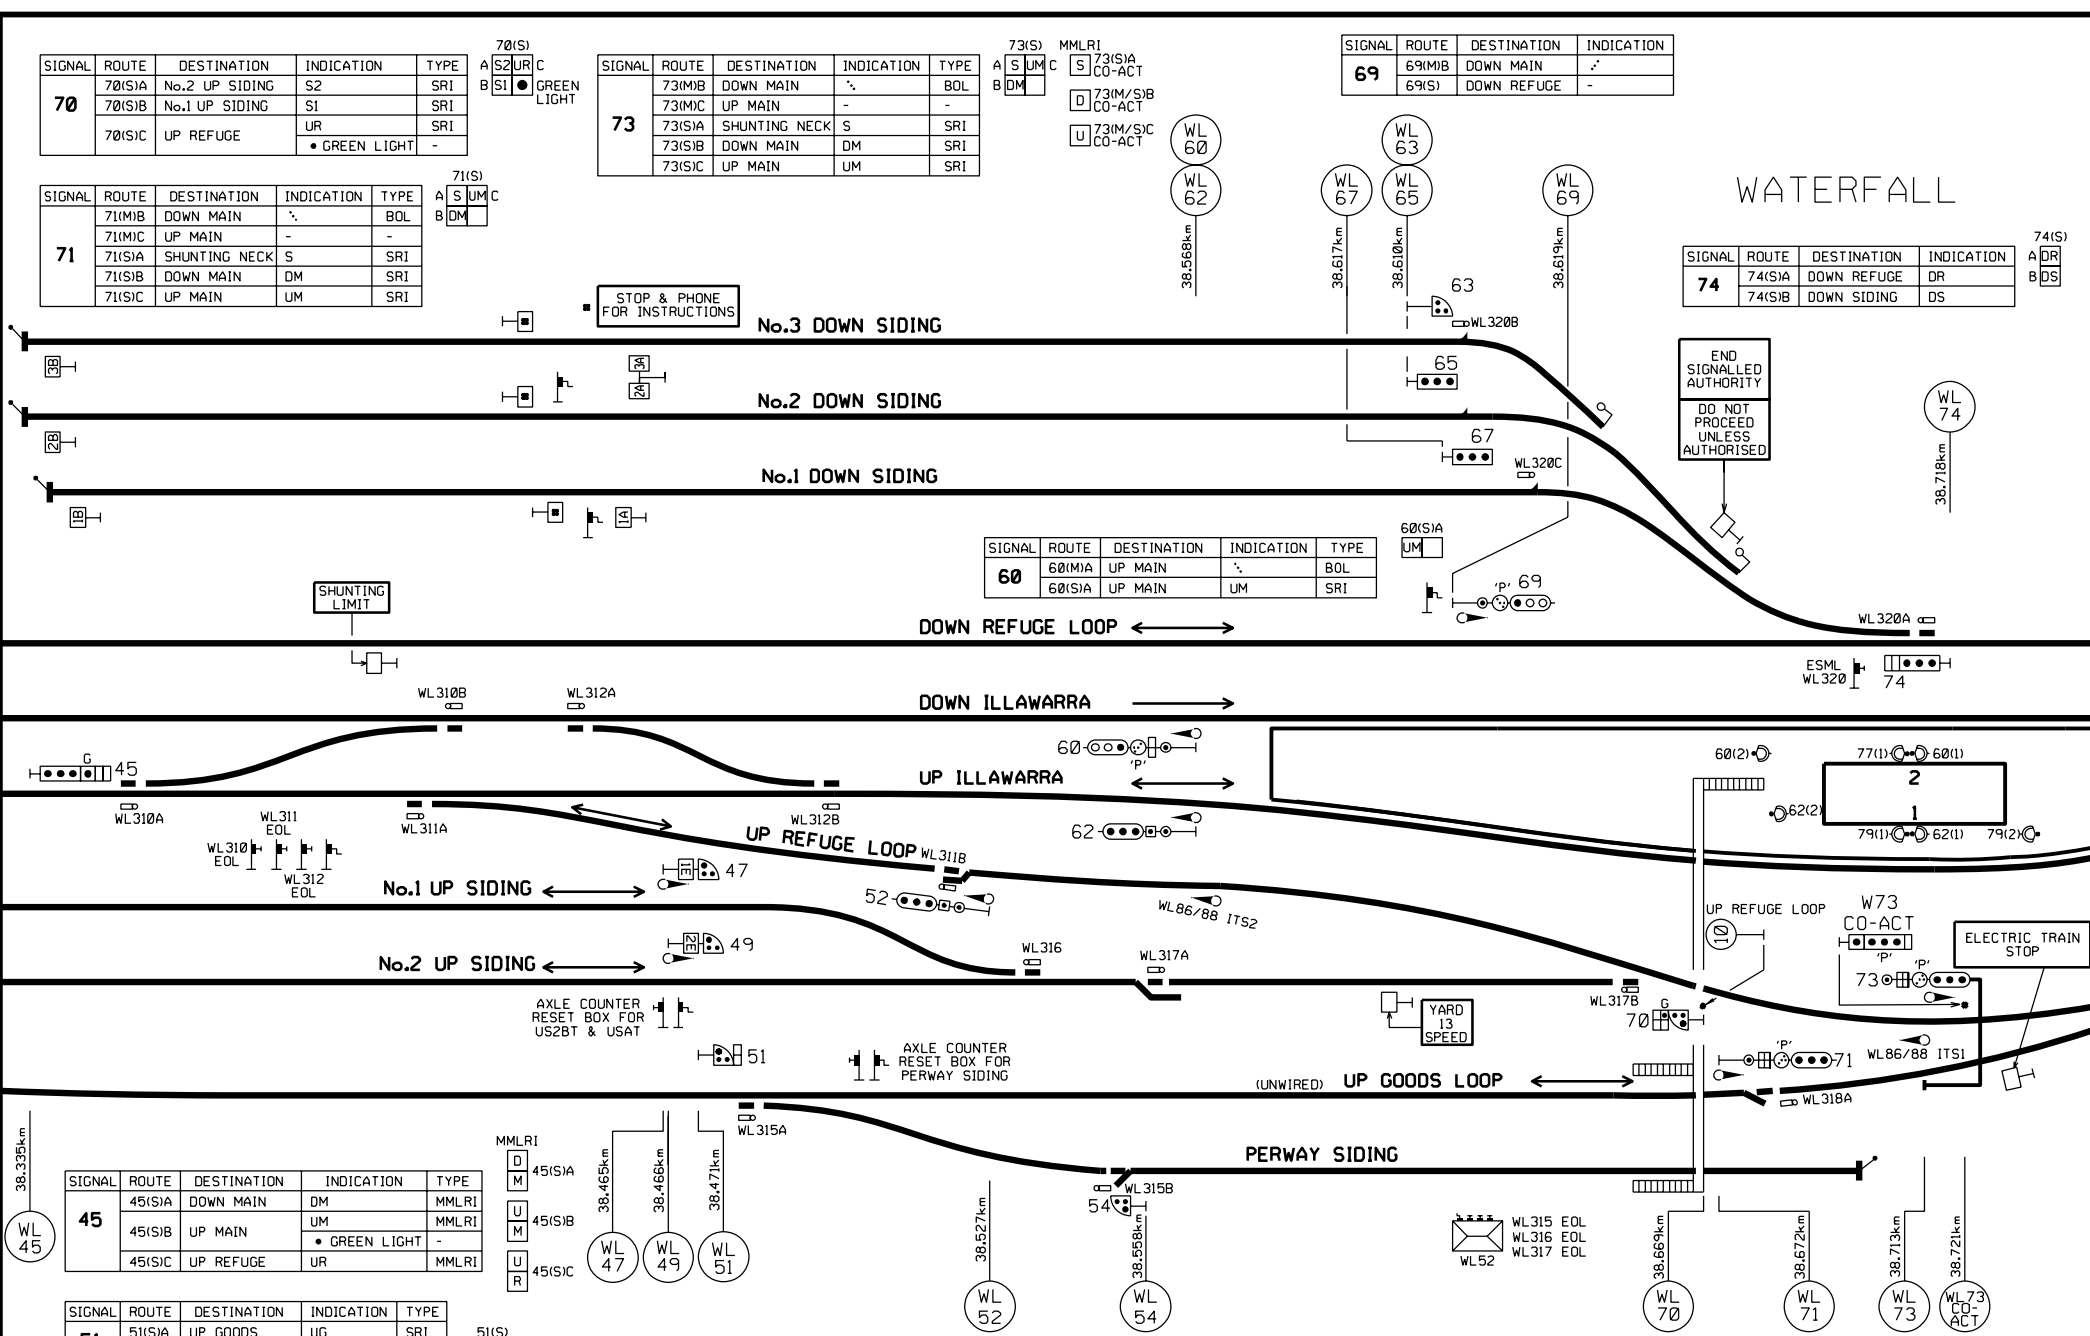 70(S)
SIGNAL ROUTE DESTINATION INDICATION TYPE
70 70(S)A No.2 UP SIDING S2 SRI
70(S)B No.1 UP SIDING S1 SRI
70(S)C UP REFUGE UR SRI
GREEN LIGHT -
A S2 UR C
B S1 GREEN
LIGHT
71(S)
SIGNAL ROUTE DESTINATION INDICATION TYPE
71 71(M)B DOWN MAIN BOL
71(M)C UP MAIN - -
71(S)A SHUNTING NECK S SRI
71(S)B DOWN MAIN DM SRI
71(S)C UP MAIN UM SRI
A S UM C
B DM
73(S)
SIGNAL ROUTE DESTINATION INDICATION TYPE
73 73(M)B DOWN MAIN BOL
73(M)C UP MAIN - -
73(S)A SHUNTING NECK S SRI
73(S)B DOWN MAIN DM SRI
73(S)C UP MAIN UM SRI
A S UM C
B DM
MMLRI
S 73(S)A
CO-ACT
D 73(M/S)B
CO-ACT
U 73(M/S)C
CO-ACT
SIGNAL ROUTE DESTINATION INDICATION
69 69(M)B DOWN MAIN
69(S) DOWN REFUGE -
WL
60
WL
62
38.568km
WL
67
38.617km
WL
63
WL
65
38.610km
WL
69
38.619km
WATERFALL
74(S)
SIGNAL ROUTE DESTINATION INDICATION
74 74(S)A DOWN REFUGE DR
74(S)B DOWN SIDING DS
A DR
B DS
STOP & PHONE
FOR INSTRUCTIONS
No.3 DOWN SIDING
63
WL320B
3B
3A
2A
65
END
SIGNALLED
AUTHORITY
DO NOT
PROCEED
UNLESS
AUTHORISED
WL
74
38.718km
No.2 DOWN SIDING
2B
67
No.1 DOWN SIDING
WL320C
1B
1A
60(S)A
UM
SIGNAL ROUTE DESTINATION INDICATION TYPE
60 60(M)A UP MAIN BOL
60(S)A UP MAIN UM SRI
'P' 69
SHUNTING
LIMIT
DOWN REFUGE LOOP
WL320A
ESML
WL320
74
WL310B
WL312A
DOWN ILLAWARRA
G
45
60
'P'
60(2)
77(1)
60(1)
2
1
62(2)
79(1)
62(1)
79(2)
UP ILLAWARRA
WL310A
WL311
EOL
WL310
EOL
WL312
EOL
WL311A
WL312B
62
UP REFUGE LOOP
WL311B
1E
47
No.1 UP SIDING
52
WL86/88 ITS2
UP REFUGE LOOP
10
W73
CO-ACT
'P'
'P'
73
ELECTRIC TRAIN
STOP
2E
49
No.2 UP SIDING
WL316
WL317A
WL317B
G
70
AXLE COUNTER
RESET BOX FOR
US2BT & USAT
YARD
13
SPEED
51
AXLE COUNTER
RESET BOX FOR
PERWAY SIDING
'P'
71
WL86/88 ITS1
(UNWIRED) UP GOODS LOOP
WL318A
WL315A
PERWAY SIDING
WL315B
54
38.335km
WL
45
SIGNAL ROUTE DESTINATION INDICATION TYPE
45 45(S)A DOWN MAIN DM MMLRI
45(S)B UP MAIN UM MMLRI
GREEN LIGHT -
45(S)C UP REFUGE UR MMLRI
MMLRI
D
M
45(S)A
U
M
45(S)B
U
R
45(S)C
38.465km
WL
47
38.466km
WL
49
38.471km
WL
51
38.527km
WL
52
38.558km
WL
54
WL52
WL315 EOL
WL316 EOL
WL317 EOL
38.669km
WL
70
38.672km
WL
71
38.713km
WL
73
38.721km
WL73
CO-
ACT
SIGNAL ROUTE DESTINATION INDICATION TYPE
51(S)A UP GOODS UG SRI
51(S)